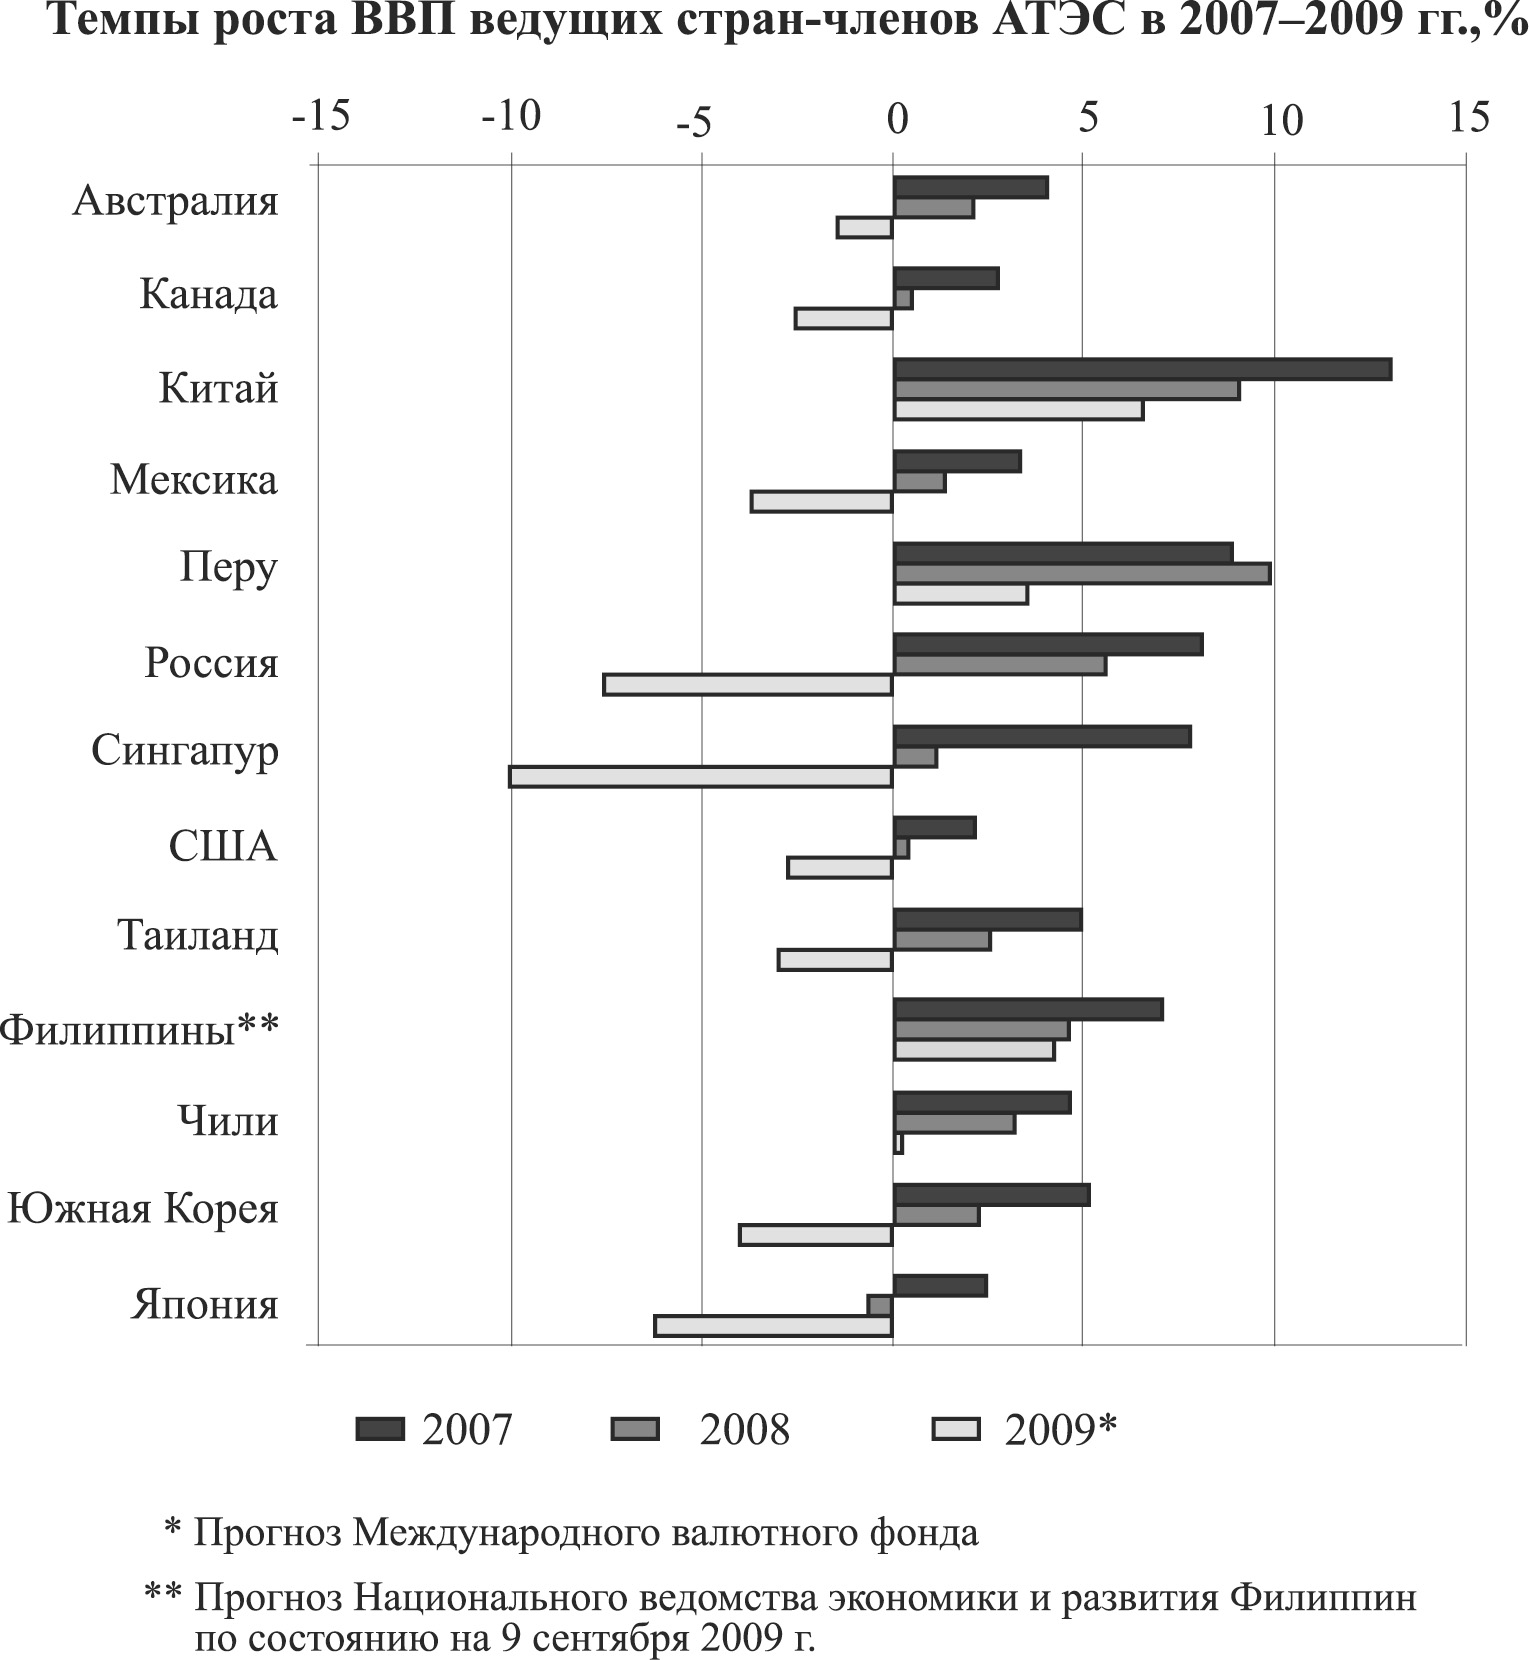 Темпы роста ВВП ведущих стран-членов АТЭС в 2007–2009 гг.,%
-15 -10 -5 0 5 10 15
Австралия
Канада
Китай
Мексика
Перу
Россия
Сингапур
США
Таиланд
Филиппины**
Чили
Южная Корея
Япония
2007 2008 2009*
* Прогноз Международного валютного фонда
** Прогноз Национального ведомства экономики и развития Филиппин
по состоянию на 9 сентября 2009 г.